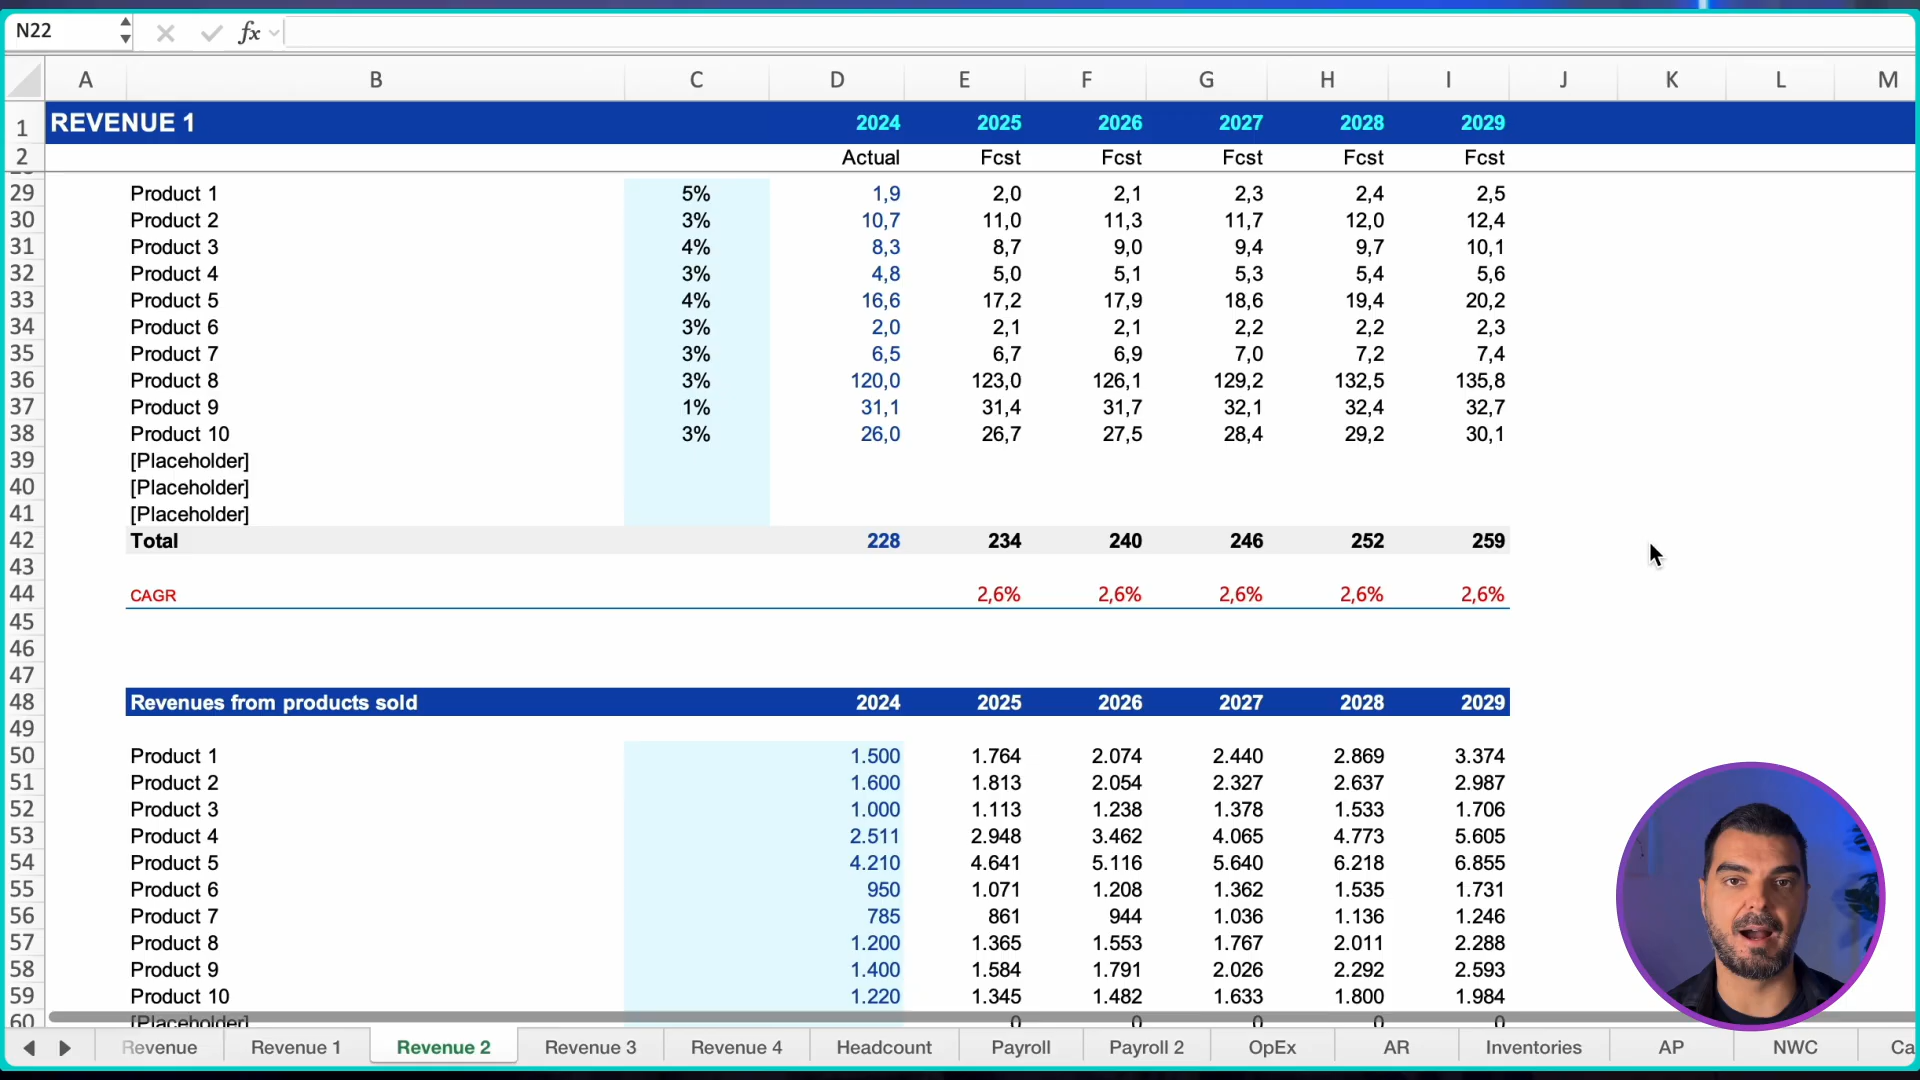 N22 fx
A B C D E F G H I J K L M
1 REVENUE 1 2024 2025 2026 2027 2028 2029
2 Actual Fcst Fcst Fcst Fcst Fcst
29 Product 1 5% 1,9 2,0 2,1 2,3 2,4 2,5
30 Product 2 3% 10,7 11,0 11,3 11,7 12,0 12,4
31 Product 3 4% 8,3 8,7 9,0 9,4 9,7 10,1
32 Product 4 3% 4,8 5,0 5,1 5,3 5,4 5,6
33 Product 5 4% 16,6 17,2 17,9 18,6 19,4 20,2
34 Product 6 3% 2,0 2,1 2,1 2,2 2,2 2,3
35 Product 7 3% 6,5 6,7 6,9 7,0 7,2 7,4
36 Product 8 3% 120,0 123,0 126,1 129,2 132,5 135,8
37 Product 9 1% 31,1 31,4 31,7 32,1 32,4 32,7
38 Product 10 3% 26,0 26,7 27,5 28,4 29,2 30,1
39 [Placeholder]
40 [Placeholder]
41 [Placeholder]
42 Total 228 234 240 246 252 259
43
44 CAGR 2,6% 2,6% 2,6% 2,6% 2,6%
45
46
47
48 Revenues from products sold 2024 2025 2026 2027 2028 2029
49
50 Product 1 1.500 1.764 2.074 2.440 2.869 3.374
51 Product 2 1.600 1.813 2.054 2.327 2.637 2.987
52 Product 3 1.000 1.113 1.238 1.378 1.533 1.706
53 Product 4 2.511 2.948 3.462 4.065 4.773 5.605
54 Product 5 4.210 4.641 5.116 5.640 6.218 6.855
55 Product 6 950 1.071 1.208 1.362 1.535 1.731
56 Product 7 785 861 944 1.036 1.136 1.246
57 Product 8 1.200 1.365 1.553 1.767 2.011 2.288
58 Product 9 1.400 1.584 1.791 2.026 2.292 2.593
59 Product 10 1.220 1.345 1.482 1.633 1.800 1.984
60 [Placeholder] 0 0 0 0 0
Revenue Revenue 1 Revenue 2 Revenue 3 Revenue 4 Headcount Payroll Payroll 2 OpEx AR Inventories AP NWC Ca